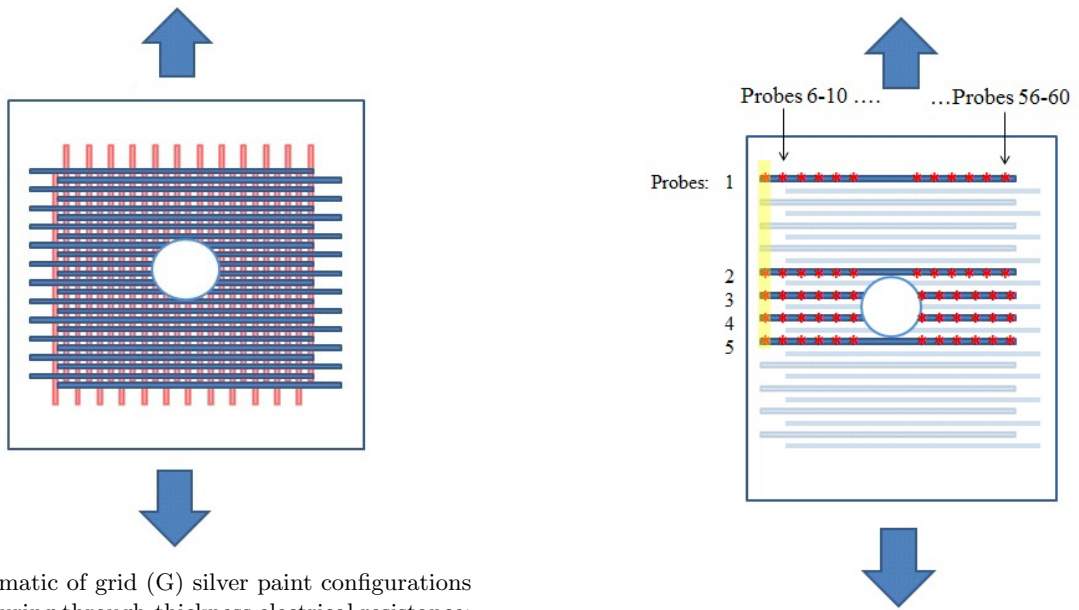 Probes 6-10 .... ...Probes 56-60
Probes: 1
2
3
4
5
matic of grid (G) silver paint configurations